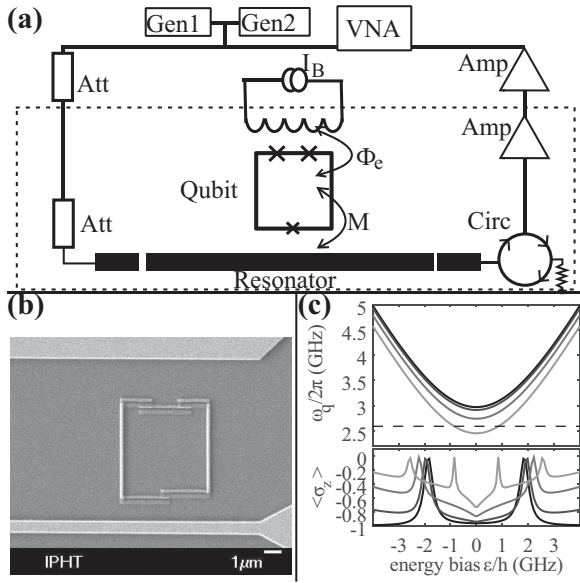 (a)
Gen1 Gen2 VNA
I_B
Att Amp
Φ_e Amp
Qubit
Att M Circ
Resonator
(b)
IPHT 1µm
(c)
5
4
3.5
3
2.5
ω_q/2π (GHz)
0
-0.2
-0.4
-0.6
-0.8
-1
<σ_z>
-3 -2 -1 0 1 2 3
energy bias ε/h (GHz)